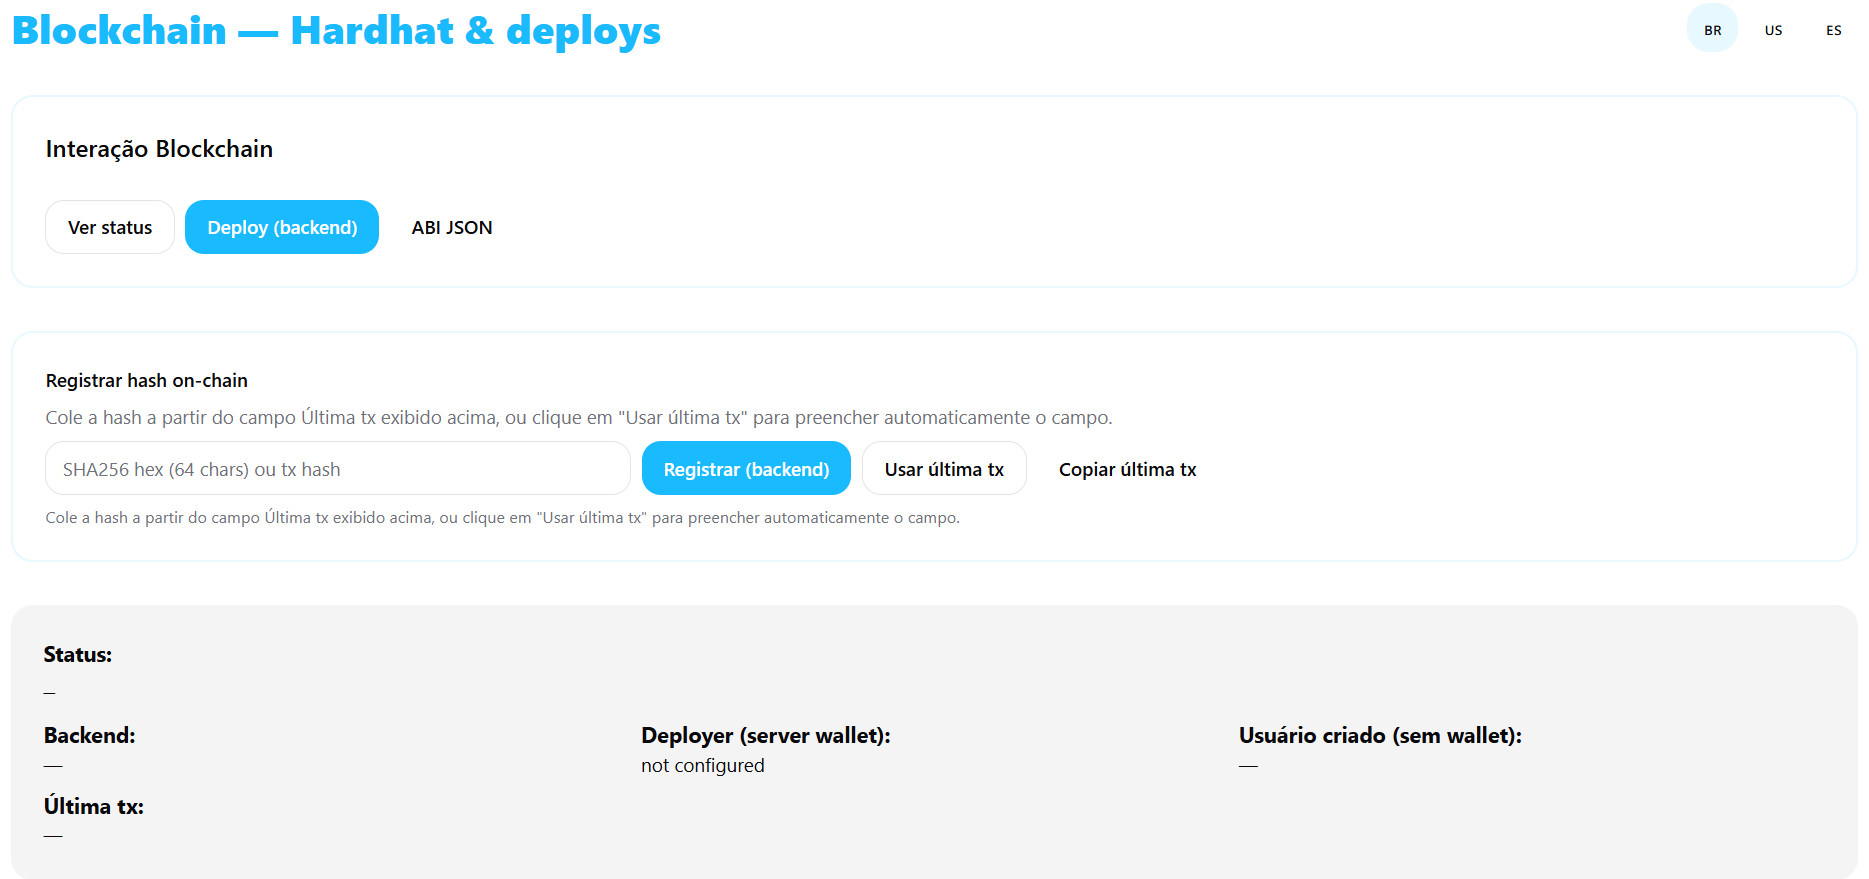 Blockchain — Hardhat & deploys
BR US ES
Interação Blockchain
Ver status Deploy (backend) ABI JSON
Registrar hash on-chain
Cole a hash a partir do campo Última tx exibido acima, ou clique em "Usar última tx" para preencher automaticamente o campo.
SHA256 hex (64 chars) ou tx hash Registrar (backend) Usar última tx Copiar última tx
Cole a hash a partir do campo Última tx exibido acima, ou clique em "Usar última tx" para preencher automaticamente o campo.
Status:
–
Backend: Deployer (server wallet): Usuário criado (sem wallet):
— not configured —
Última tx:
—